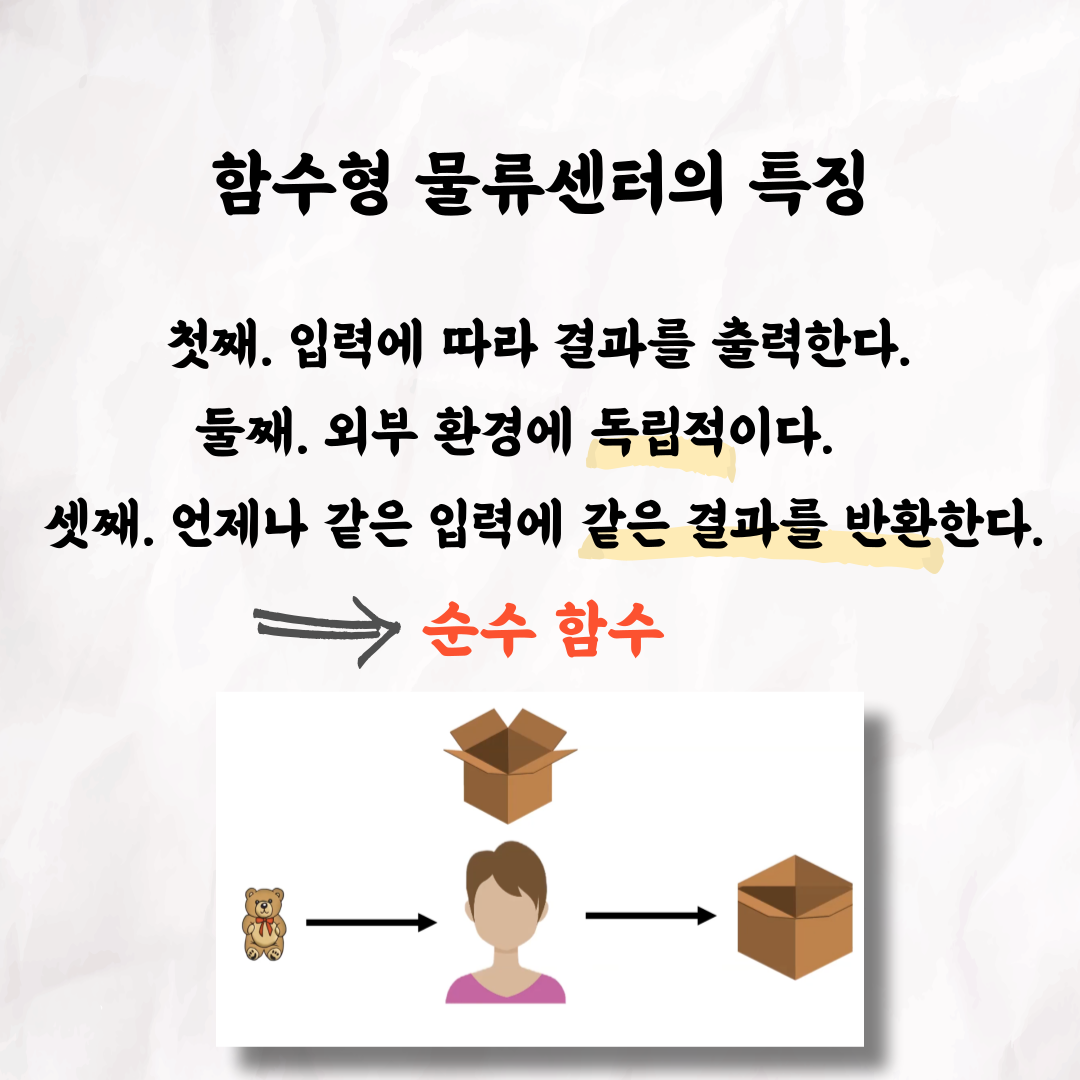 함수형 물류센터의 특징
첫째. 입력에 따라 결과를 출력한다.
둘째. 외부 환경에 독립적이다.
셋째. 언제나 같은 입력에 같은 결과를 반환한다.
순수 함수